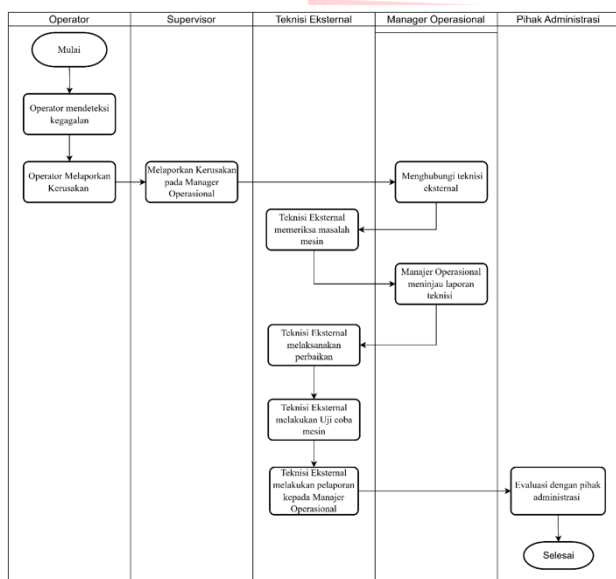 Operator
Supervisor
Teknisi Eksternal
Manager Operasional
Pihak Administrasi
Mulai
Operator mendeteksi
kegagalan
Operator Melaporkan
Kerusakan
Melaporkan Kerusakan
pada Manager
Operasional
Menghubungi teknisi
eksternal
Teknisi Eksternal
memeriksa masalah
mesin
Manajer Operasional
meninjau laporan
teknisi
Teknisi Eksternal
melaksanakan
perbaikan
Teknisi Eksternal
melakukan Uji coba
mesin
Teknisi Eksternal
melakukan pelaporan
kepada Manajer
Operasional
Evaluasi dengan pihak
administrasi
Selesai